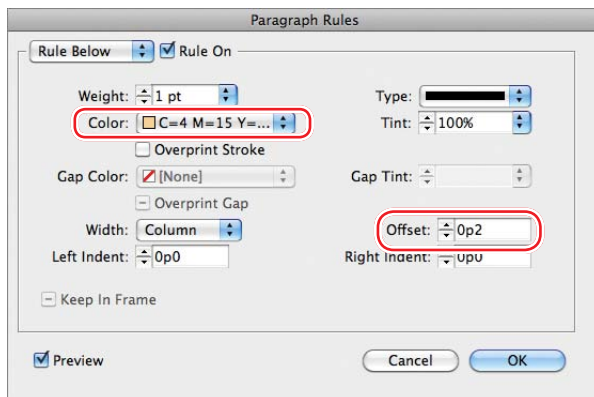 Paragraph Rules
Rule Below Rule On
Weight: 1 pt Type:
Color: C=4 M=15 Y=... Tint: 100%
Overprint Stroke
Gap Color: [None] Gap Tint:
Overprint Gap
Width: Column Offset: 0p2
Left Indent: 0p0 Right Indent: 0p0
Keep In Frame
Preview Cancel OK